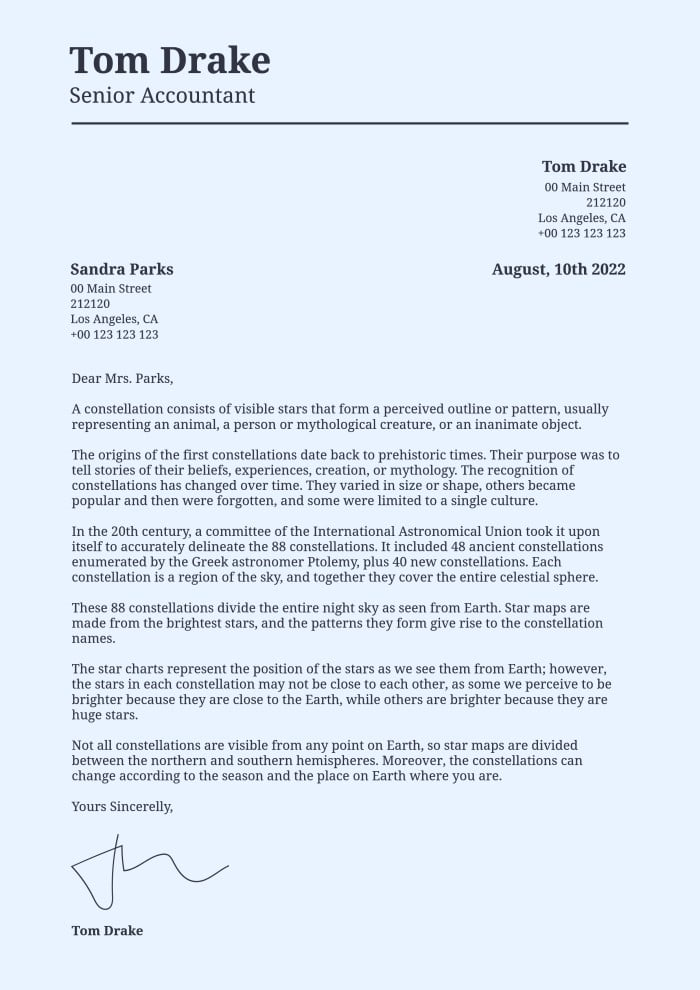 Tom Drake
Senior Accountant
Tom Drake
00 Main Street
212120
Los Angeles, CA
+00 123 123 123
Sandra Parks
August, 10th 2022
00 Main Street
212120
Los Angeles, CA
+00 123 123 123
Dear Mrs. Parks,
A constellation consists of visible stars that form a perceived outline or pattern, usually
representing an animal, a person or mythological creature, or an inanimate object.
The origins of the first constellations date back to prehistoric times. Their purpose was to
tell stories of their beliefs, experiences, creation, or mythology. The recognition of
constellations has changed over time. They varied in size or shape, others became
popular and then were forgotten, and some were limited to a single culture.
In the 20th century, a committee of the International Astronomical Union took it upon
itself to accurately delineate the 88 constellations. It included 48 ancient constellations
enumerated by the Greek astronomer Ptolemy, plus 40 new constellations. Each
constellation is a region of the sky, and together they cover the entire celestial sphere.
These 88 constellations divide the entire night sky as seen from Earth. Star maps are
made from the brightest stars, and the patterns they form give rise to the constellation
names.
The star charts represent the position of the stars as we see them from Earth; however,
the stars in each constellation may not be close to each other, as some we perceive to be
brighter because they are close to the Earth, while others are brighter because they are
huge stars.
Not all constellations are visible from any point on Earth, so star maps are divided
between the northern and southern hemispheres. Moreover, the constellations can
change according to the season and the place on Earth where you are.
Yours Sincerelly,
Tom Drake